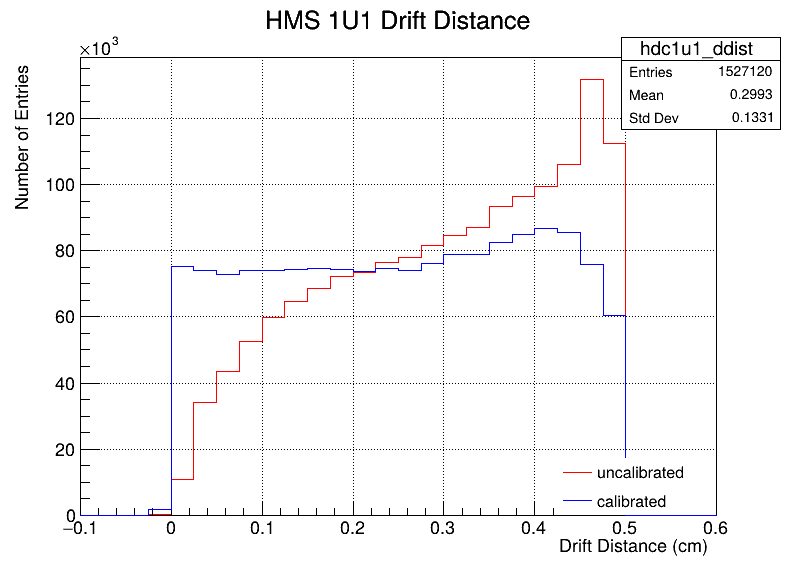 HMS 1U1 Drift Distance
×10³
hdc1u1_ddist
Entries 1527120
Mean 0.2993
Std Dev 0.1331
Number of Entries
120
100
80
60
40
20
0
−0.1 0 0.1 0.2 0.3 0.4 0.5 0.6
uncalibrated
calibrated
Drift Distance (cm)